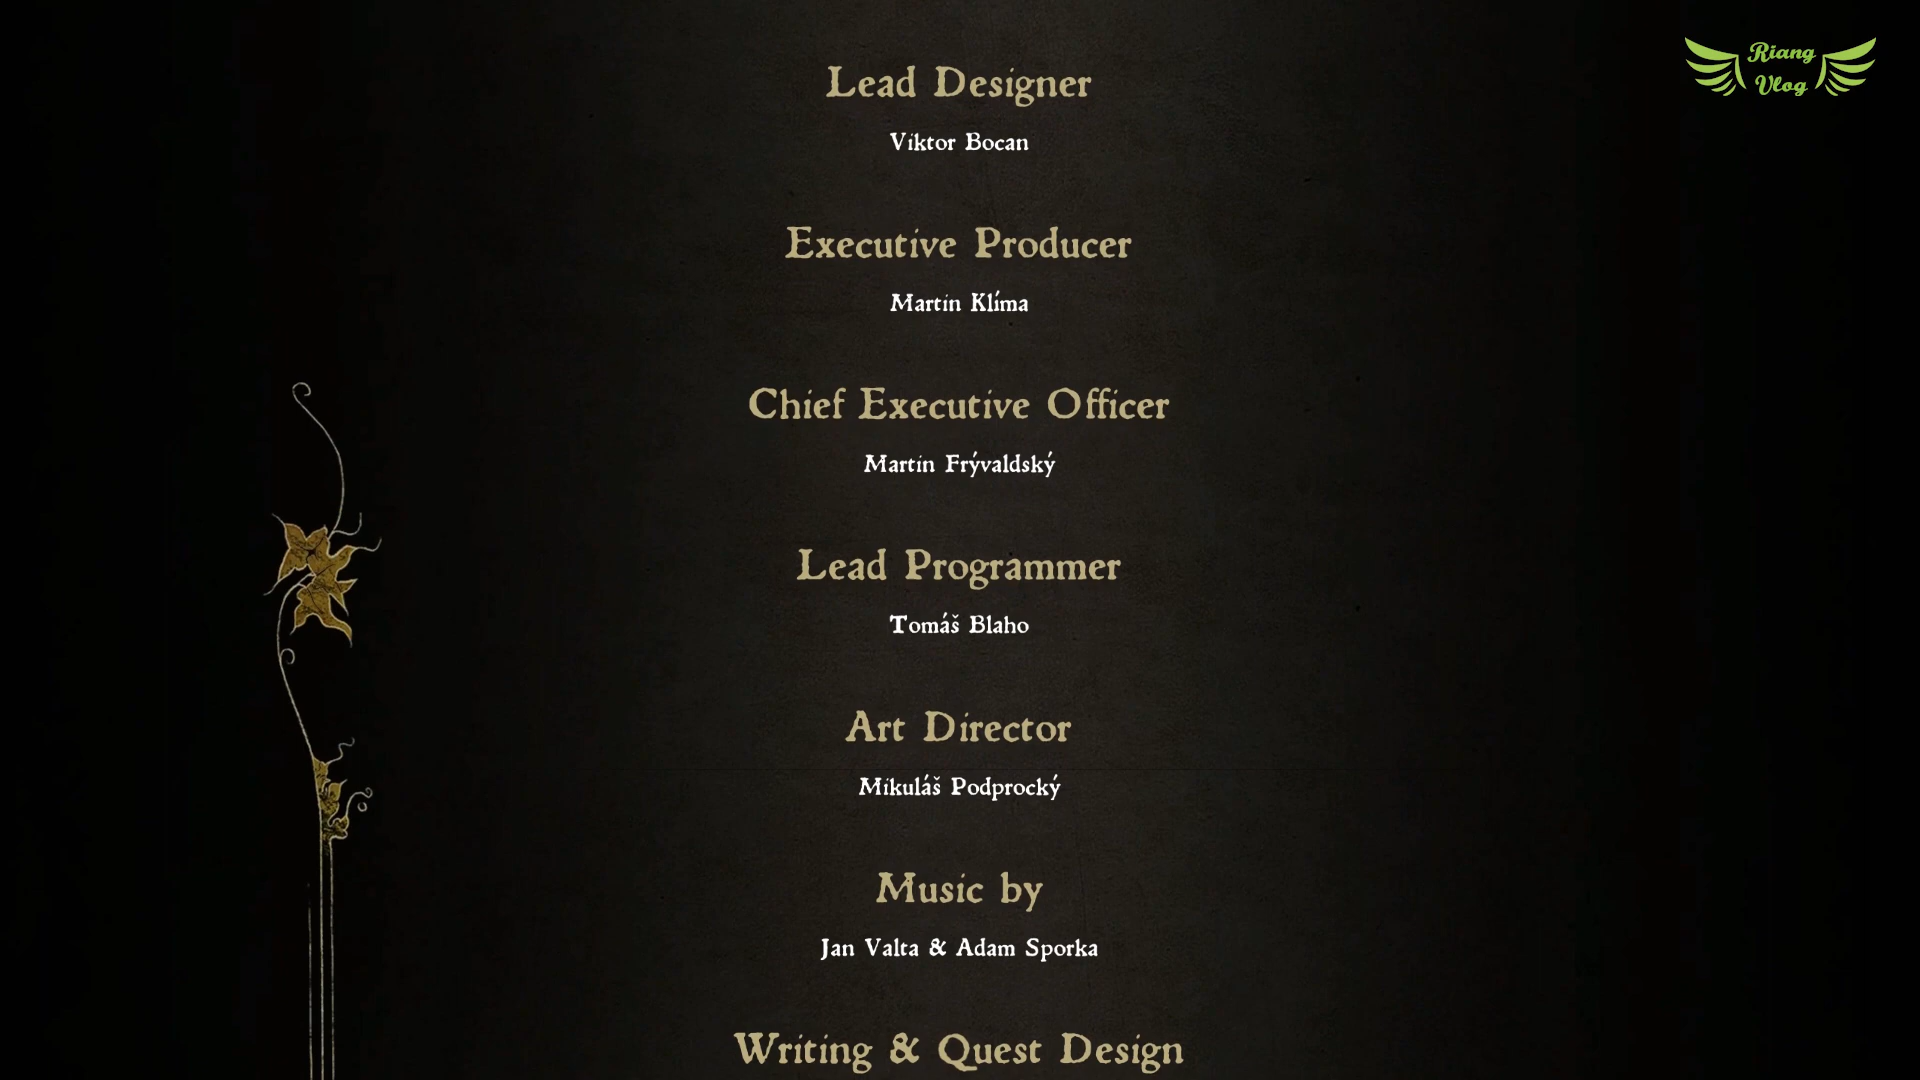 Riang
Vlog
Lead Designer
Viktor Bocan
Executive Producer
Martin Klíma
Chief Executive Officer
Martin Frývaldský
Lead Programmer
Tomáš Blaho
Art Director
Mikuláš Podprocký
Music by
Jan Valta & Adam Sporka
Writing & Quest Design